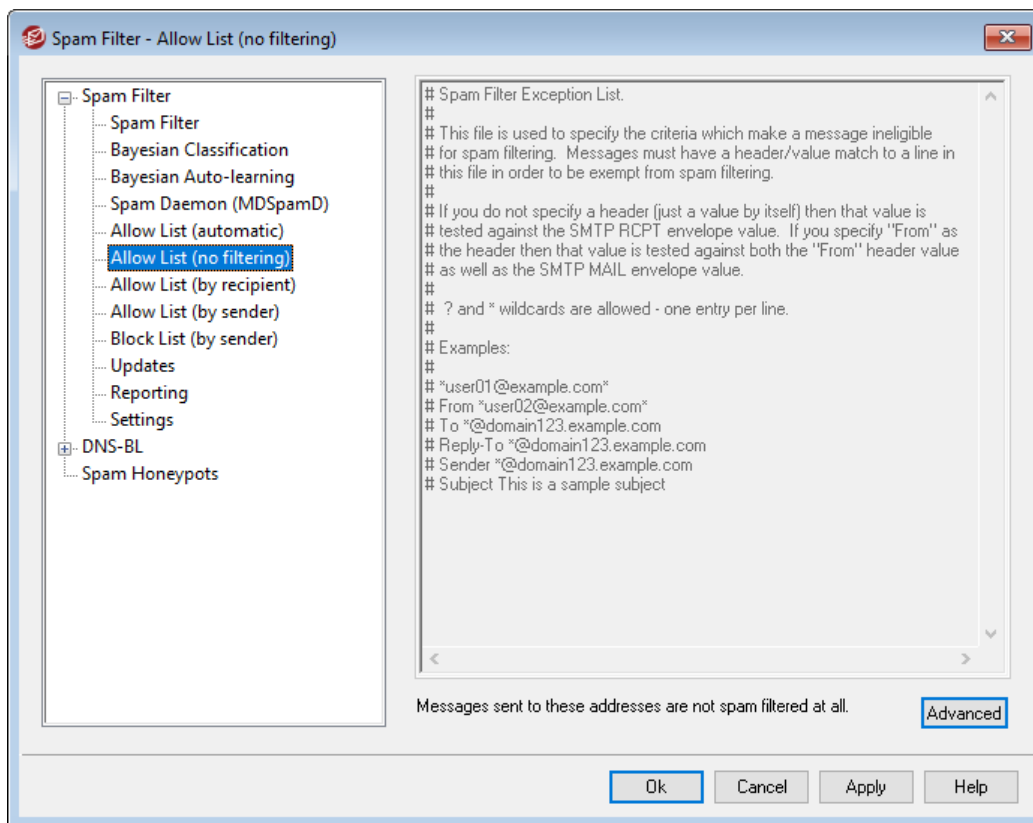 Spam Filter - Allow List (no filtering)
Spam Filter
Spam Filter
Bayesian Classification
Bayesian Auto-learning
Spam Daemon (MDSpamD)
Allow List (automatic)
Allow List (no filtering)
Allow List (by recipient)
Allow List (by sender)
Block List (by sender)
Updates
Reporting
Settings
DNS-BL
Spam Honeypots
# Spam Filter Exception List.
#
# This file is used to specify the criteria which make a message ineligible
# for spam filtering.  Messages must have a header/value match to a line in
# this file in order to be exempt from spam filtering.
#
# If you do not specify a header (just a value by itself) then that value is
# tested against the SMTP RCPT envelope value.  If you specify "From" as
# the header then that value is tested against both the "From" header value
# as well as the SMTP MAIL envelope value.
#
#  ? and * wildcards are allowed - one entry per line.
#
# Examples:
#
# *user01@example.com*
# From *user02@example.com*
# To *@domain123.example.com
# Reply-To *@domain123.example.com
# Sender *@domain123.example.com
# Subject This is a sample subject
Messages sent to these addresses are not spam filtered at all.
Advanced
Ok
Cancel
Apply
Help